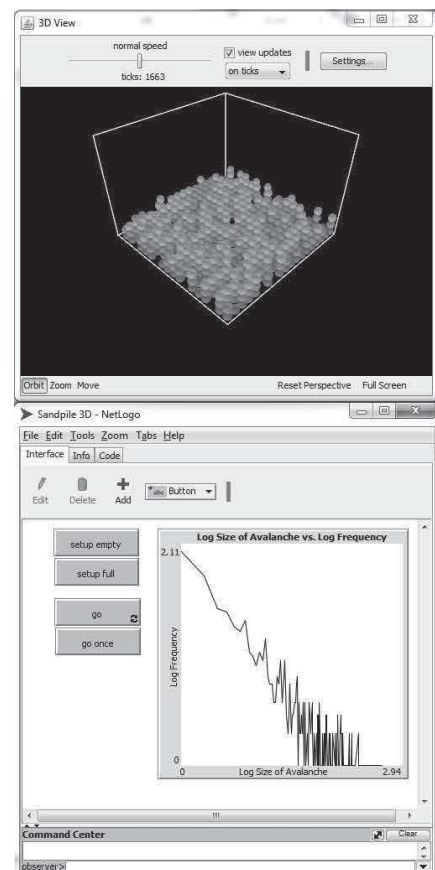 3D View
normal speed
ticks: 1663
view updates
on ticks
Settings...
Orbit Zoom Move
Reset Perspective Full Screen
Sandpile 3D - NetLogo
File Edit Tools Zoom Tabs Help
Interface Info Code
Edit Delete Add
abc Button
setup empty
setup full
go
go once
Log Size of Avalanche vs. Log Frequency
2.11
Log Frequency
0
0 Log Size of Avalanche 2.94
Command Center
Clear
observer>